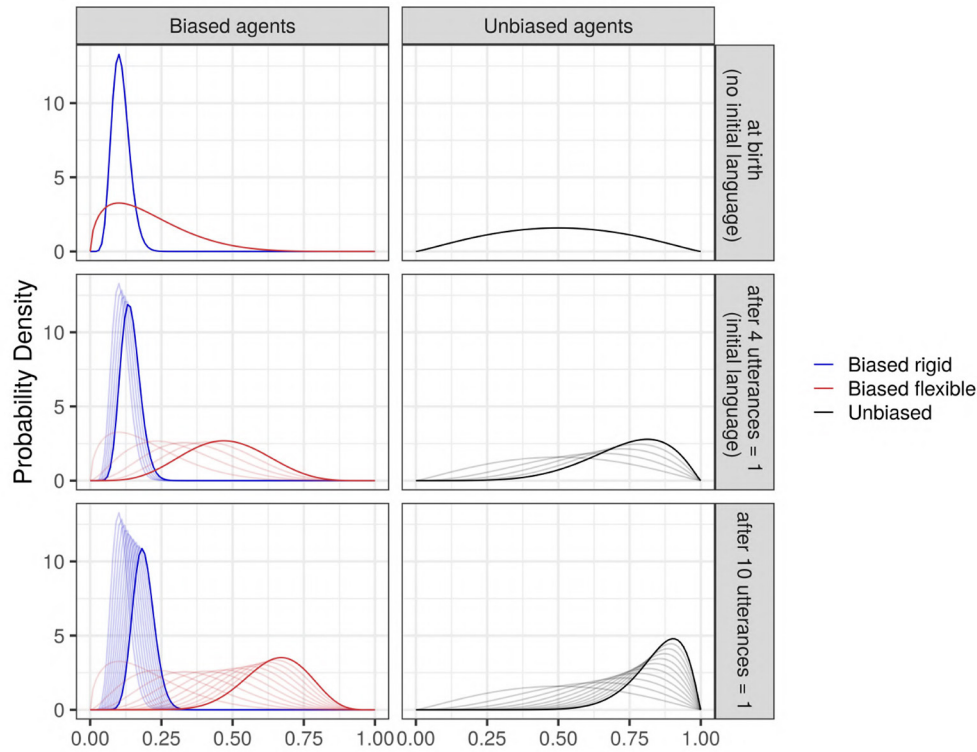 Biased agents
Unbiased agents
10
5
0
at birth
(no initial language)
10
5
0
after 4 utterances = 1
(initial language)
10
5
0
after 10 utterances = 1
0.00
0.25
0.50
0.75
1.00
0.00
0.25
0.50
0.75
1.00
Probability Density
Biased rigid
Biased flexible
Unbiased